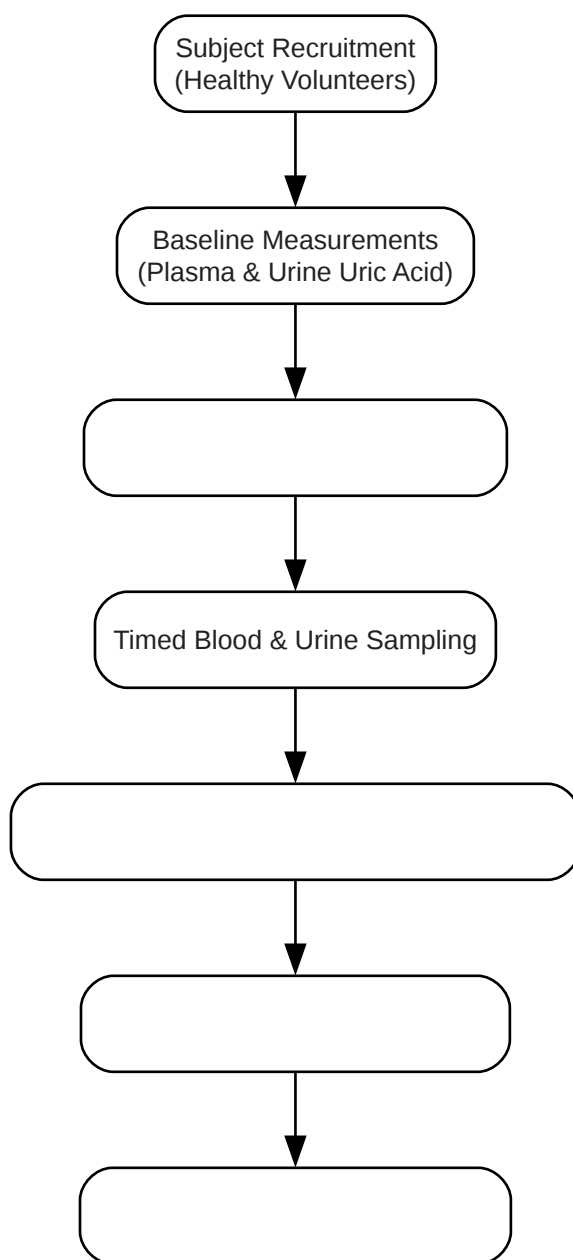 Subject Recruitment
(Healthy Volunteers)
Baseline Measurements
(Plasma & Urine Uric Acid)
Timed Blood & Urine Sampling